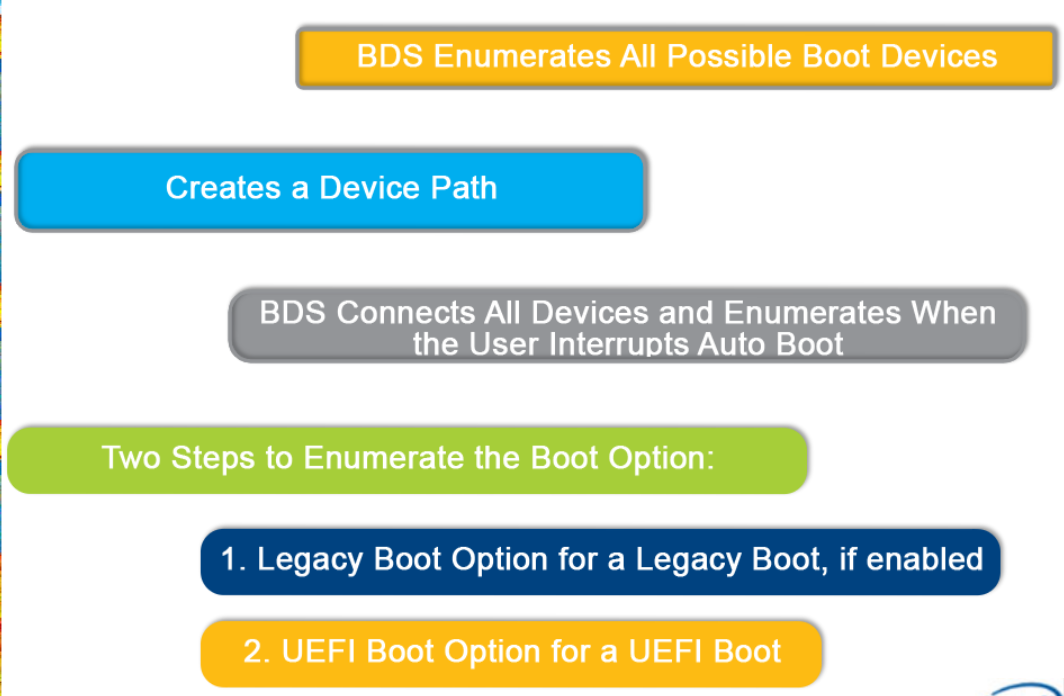 BDS Enumerates All Possible Boot Devices
Creates a Device Path
BDS Connects All Devices and Enumerates When
the User Interrupts Auto Boot
Two Steps to Enumerate the Boot Option:
1. Legacy Boot Option for a Legacy Boot, if enabled
2. UEFI Boot Option for a UEFI Boot